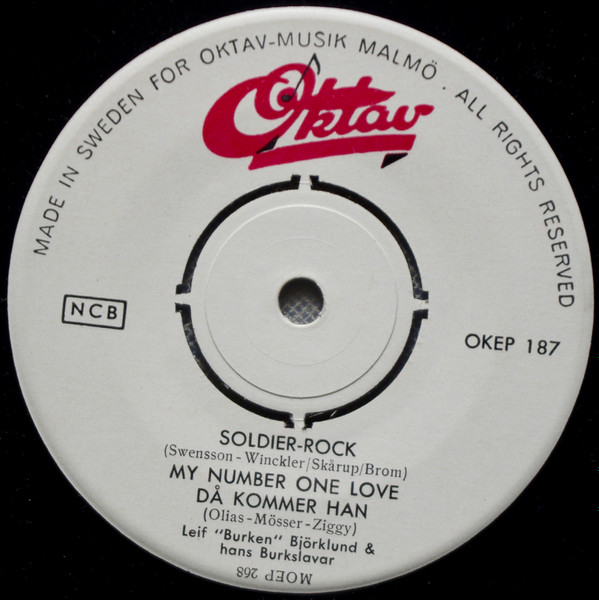 MADE IN SWEDEN FOR OKTAV-MUSIK MALMÖ . ALL RIGHTS RESERVED
Oktav
NCB
OKEP 187
SOLDIER-ROCK
(Swensson - Winckler/Skårup/Brom)
MY NUMBER ONE LOVE
DÅ KOMMER HAN
(Olias - Mösser - Ziggy)
Leif "Burken" Björklund &
hans Burkslavar
MOEP 268